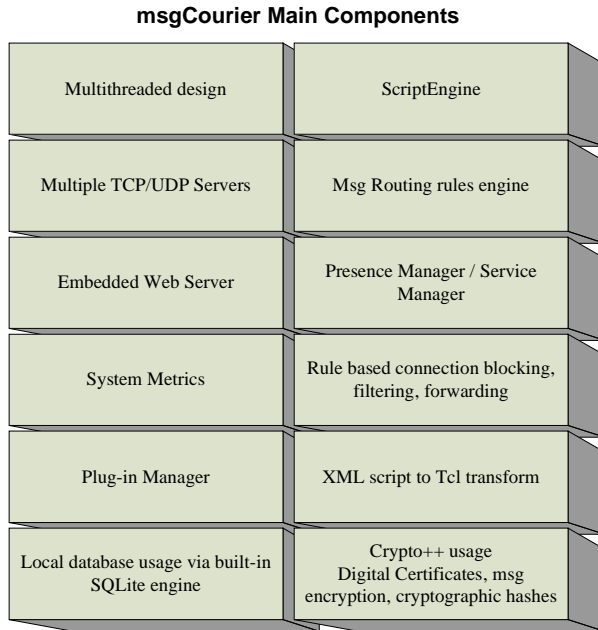 msgCourier Main Components
Multithreaded design
ScriptEngine
Multiple TCP/UDP Servers
Msg Routing rules engine
Embedded Web Server
Presence Manager / Service
Manager
System Metrics
Rule based connection blocking,
filtering, forwarding
Plug-in Manager
XML script to Tcl transform
Local database usage via built-in
SQLite engine
Crypto++ usage
Digital Certificates, msg
encryption, cryptographic hashes